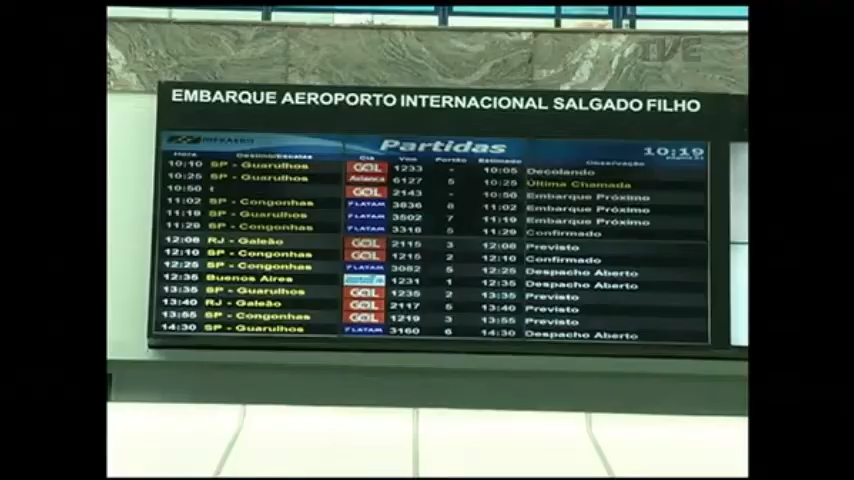 TVE
EMBARQUE AEROPORTO INTERNACIONAL SALGADO FILHO
INFRAERO Partidas 10:19
Hora Destino/Escalas Cia Voo Portão Estimado Observação
10:10 SP - Guarulhos GOL 1233 - 10:05 Decolando
10:25 SP - Guarulhos Avianca 6127 5 10:25 Última Chamada
10:50 t GOL 2143 - 10:50 Embarque Próximo
11:02 SP - Congonhas LATAM 3836 8 11:02 Embarque Próximo
11:19 SP - Guarulhos LATAM 3502 7 11:19 Embarque Próximo
11:29 SP - Congonhas LATAM 3318 5 11:29 Confirmado
12:08 RJ - Galeão GOL 2115 3 12:08 Previsto
12:10 SP - Congonhas GOL 1215 2 12:10 Confirmado
12:25 SP - Congonhas LATAM 3082 5 12:25 Despacho Aberto
12:35 Buenos Aires 1231 1 12:35 Despacho Aberto
13:35 SP - Guarulhos GOL 1235 2 13:35 Previsto
13:40 RJ - Galeão GOL 2117 5 13:40 Previsto
13:55 SP - Congonhas GOL 1219 3 13:55 Previsto
14:30 SP - Guarulhos LATAM 3160 6 14:30 Despacho Aberto